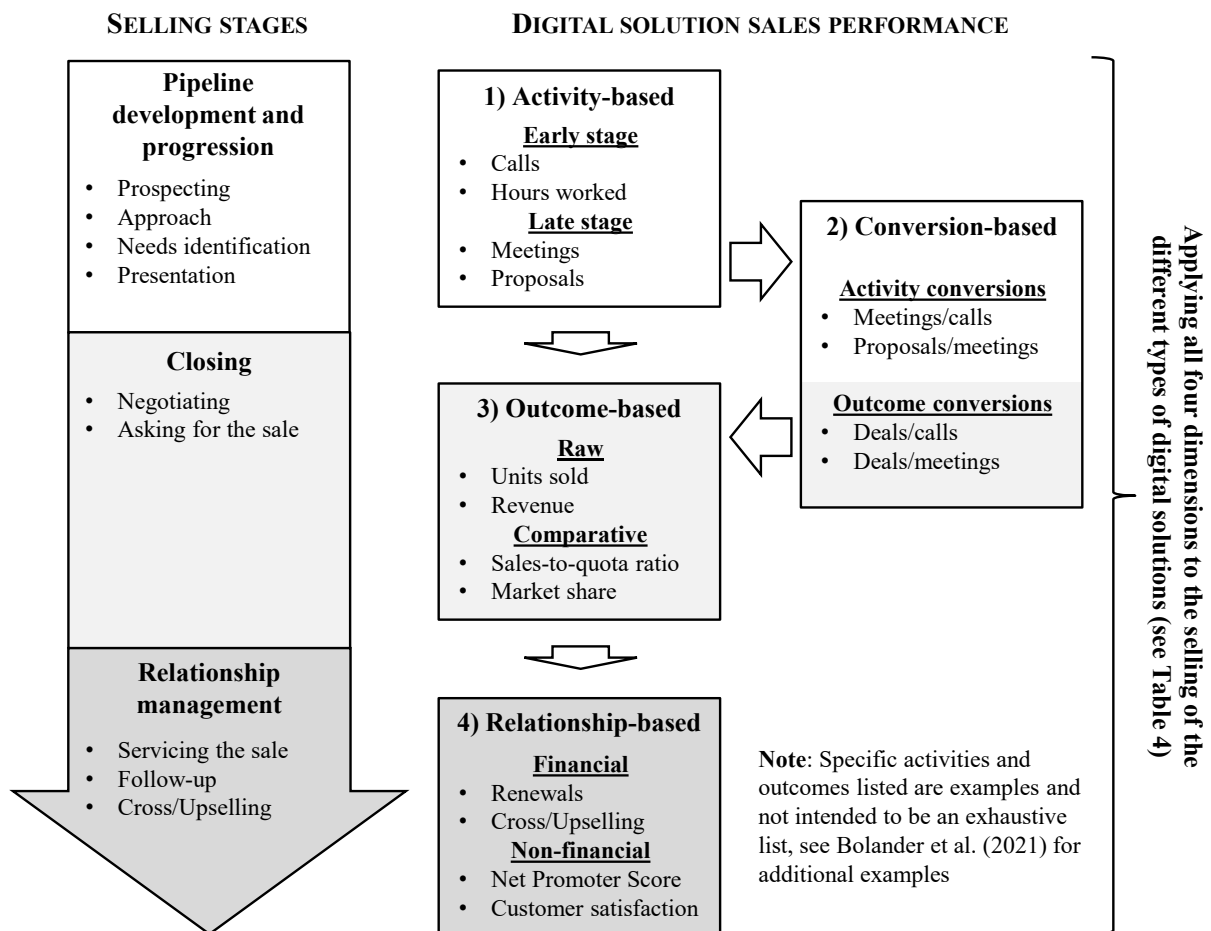 SELLING STAGES
DIGITAL SOLUTION SALES PERFORMANCE
Pipeline
development and
progression
• Prospecting
• Approach
• Needs identification
• Presentation
Closing
• Negotiating
• Asking for the sale
Relationship
management
• Servicing the sale
• Follow-up
• Cross/Upselling
1) Activity-based
Early stage
• Calls
• Hours worked
Late stage
• Meetings
• Proposals
2) Conversion-based
Activity conversions
• Meetings/calls
• Proposals/meetings
Outcome conversions
• Deals/calls
• Deals/meetings
3) Outcome-based
Raw
• Units sold
• Revenue
Comparative
• Sales-to-quota ratio
• Market share
4) Relationship-based
Financial
• Renewals
• Cross/Upselling
Non-financial
• Net Promoter Score
• Customer satisfaction
Note: Specific activities and
outcomes listed are examples and
not intended to be an exhaustive
list, see Bolander et al. (2021) for
additional examples
Applying all four dimensions to the selling of the
different types of digital solutions (see Table 4)